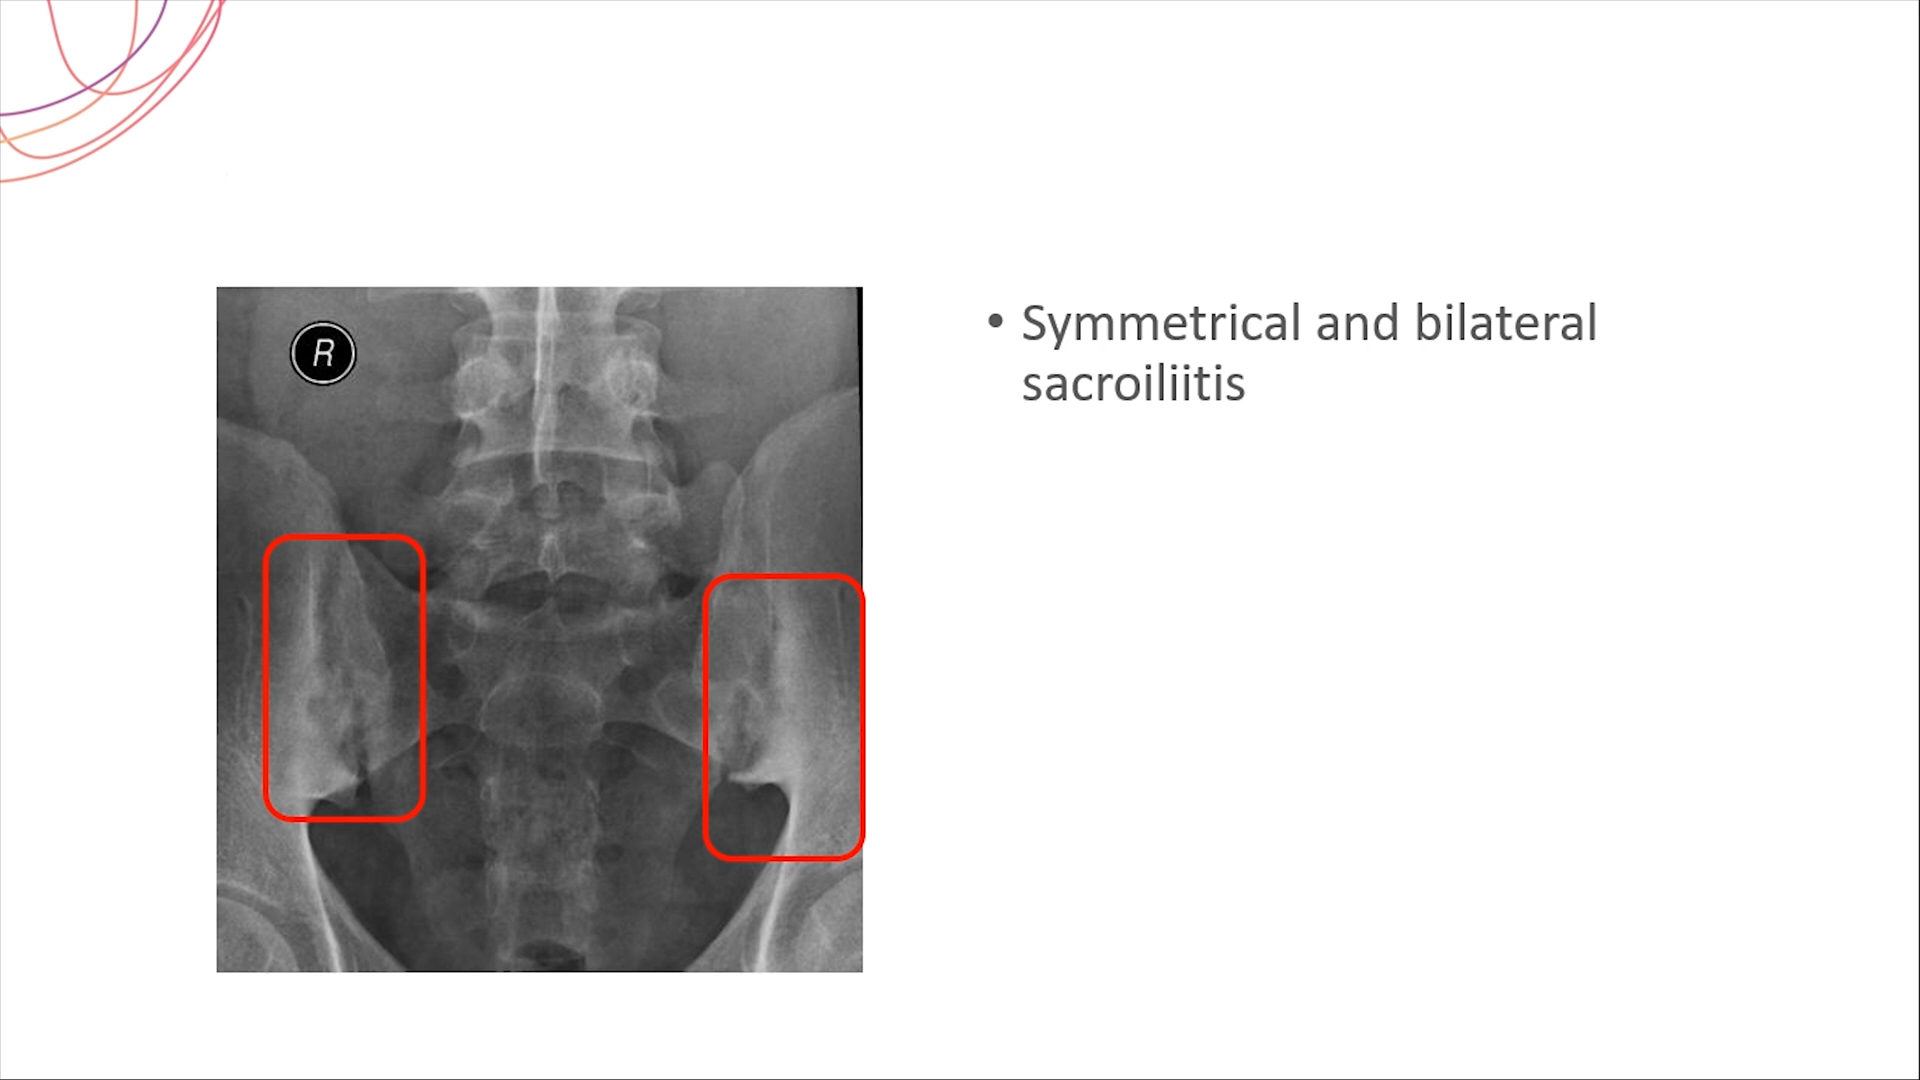 R
• Symmetrical and bilateral
sacroiliitis